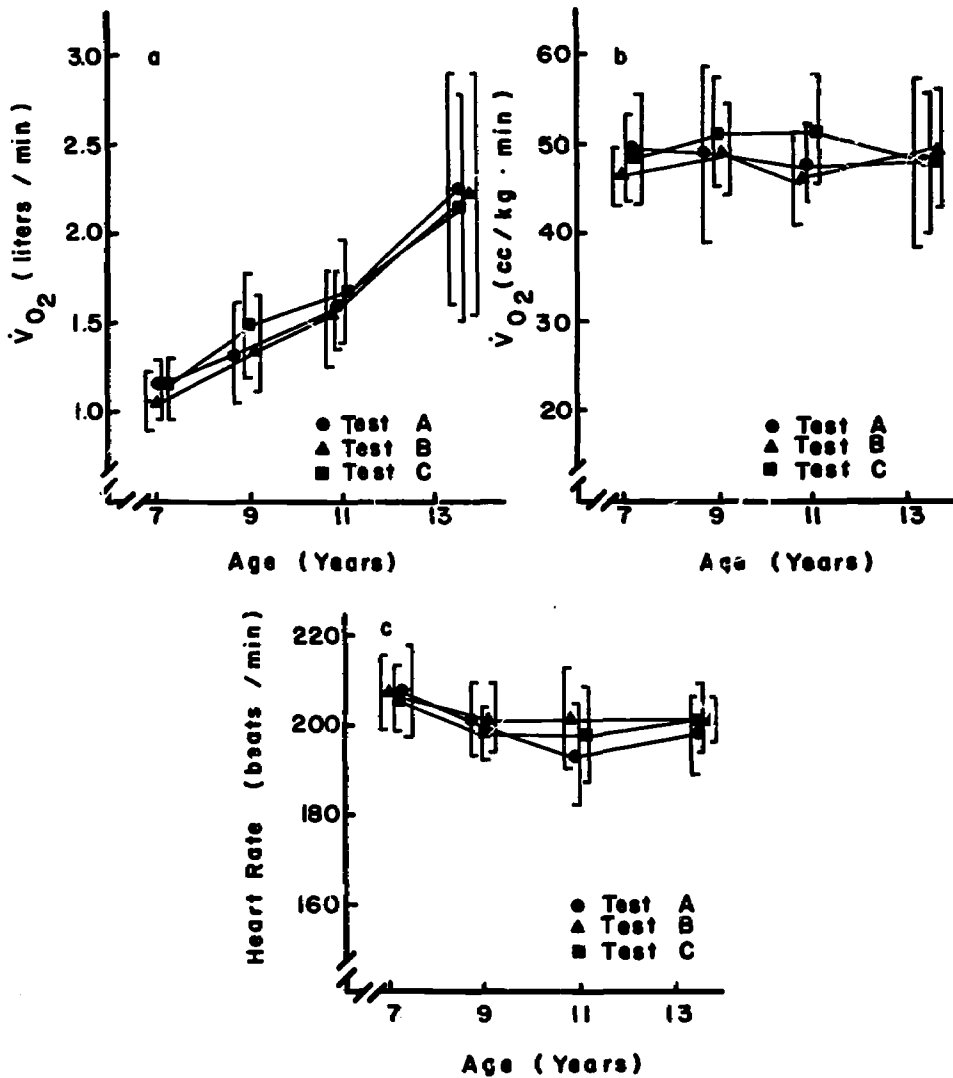 a
V̇O2 (liters / min)
3.0
2.5
2.0
1.5
1.0
● Test A
▲ Test B
■ Test C
7 9 11 13
Age (Years)
b
V̇O2 (cc/kg · min)
60
50
40
30
20
● Test A
▲ Test B
■ Test C
7 9 11 13
Age (Years)
c
Heart Rate (beats /min)
220
200
180
160
● Test A
▲ Test B
■ Test C
7 9 11 13
Age (Years)